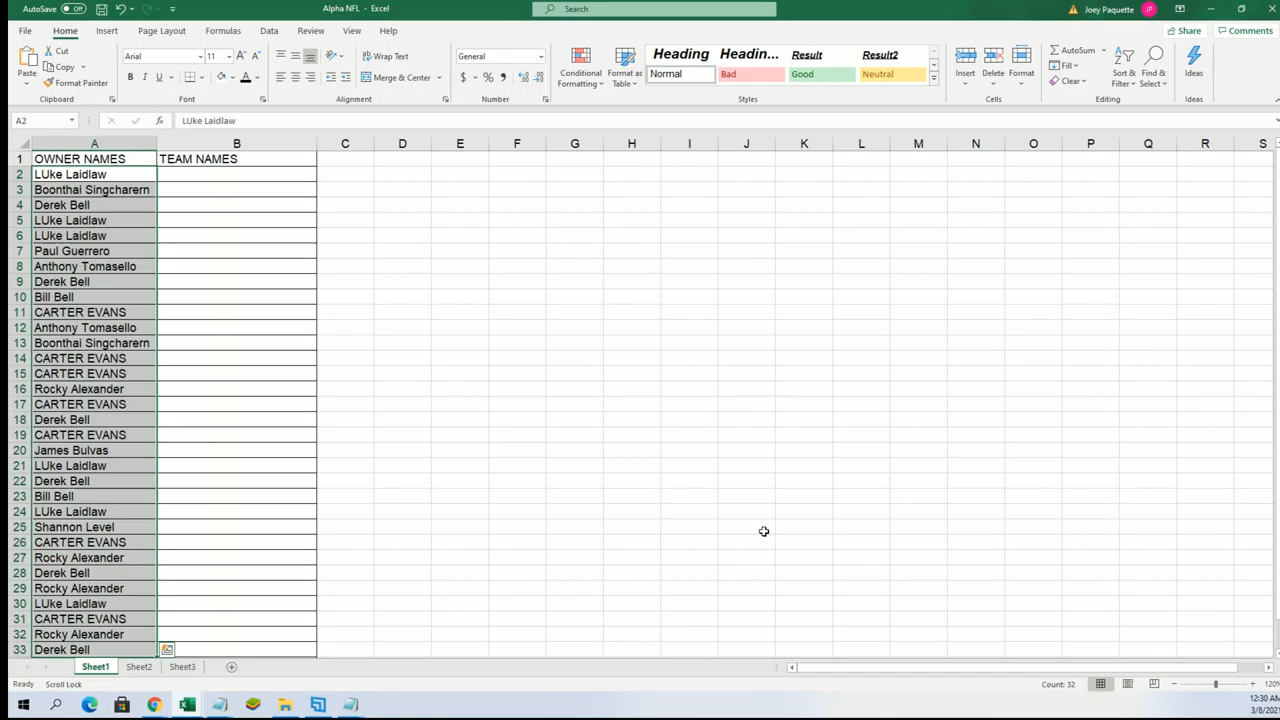 AutoSave Off
Alpha NFL - Excel
Search
Joey Paquette JP
File Home Insert Page Layout Formulas Data Review View Help
Share Comments
Paste
Cut
Copy
Format Painter
Clipboard
Arial 11
B I U
Font
Wrap Text
Merge & Center
Alignment
General
$ %
Number
Conditional Formatting
Format as Table
Heading Headin... Result Result2
Normal Bad Good Neutral
Styles
Insert Delete Format
Cells
AutoSum
Fill
Clear
Sort & Filter
Find & Select
Editing
Ideas
Ideas
A2 fx LUke Laidlaw
A B C D E F G H I J K L M N O P Q R S
1 OWNER NAMES TEAM NAMES
2 LUke Laidlaw
3 Boonthai Singcharern
4 Derek Bell
5 LUke Laidlaw
6 LUke Laidlaw
7 Paul Guerrero
8 Anthony Tomasello
9 Derek Bell
10 Bill Bell
11 CARTER EVANS
12 Anthony Tomasello
13 Boonthai Singcharern
14 CARTER EVANS
15 CARTER EVANS
16 Rocky Alexander
17 CARTER EVANS
18 Derek Bell
19 CARTER EVANS
20 James Bulvas
21 LUke Laidlaw
22 Derek Bell
23 Bill Bell
24 LUke Laidlaw
25 Shannon Level
26 CARTER EVANS
27 Rocky Alexander
28 Derek Bell
29 Rocky Alexander
30 LUke Laidlaw
31 CARTER EVANS
32 Rocky Alexander
33 Derek Bell
Sheet1 Sheet2 Sheet3
Ready Scroll Lock
Count: 32
120%
12:30 AM
3/8/2021